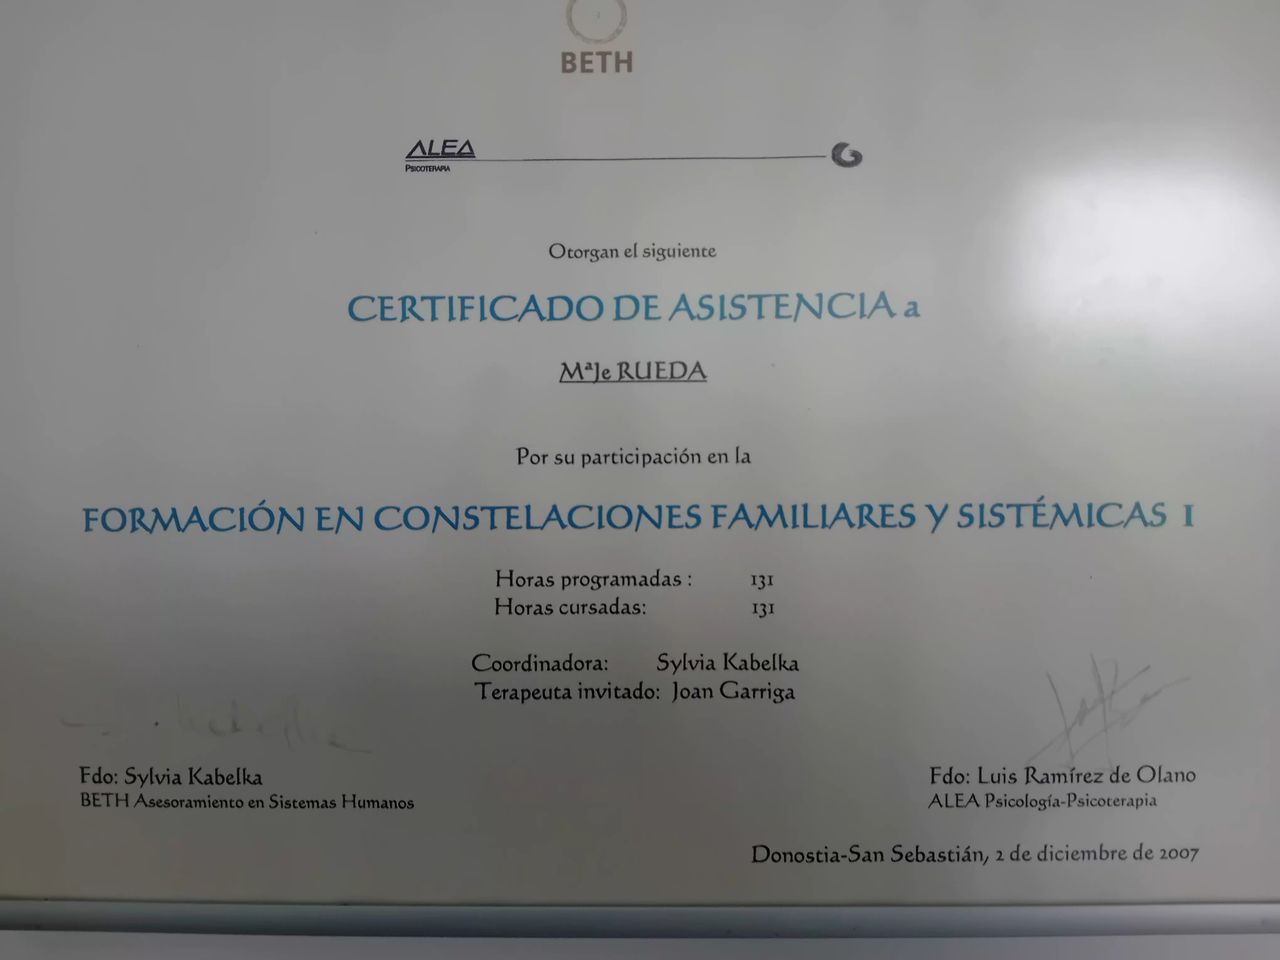 BETH
ALEA
PSICOTERAPIA
Otorgan el siguiente
CERTIFICADO DE ASISTENCIA a
MªJe RUEDA
Por su participación en la
FORMACIÓN EN CONSTELACIONES FAMILIARES Y SISTÉMICAS I
Horas programadas : 131
Horas cursadas: 131
Coordinadora: Sylvia Kabelka
Terapeuta invitado: Joan Garriga
Fdo: Sylvia Kabelka
BETH Asesoramiento en Sistemas Humanos
Fdo: Luis Ramírez de Olano
ALEA Psicología-Psicoterapia
Donostia-San Sebastián, 2 de diciembre de 2007